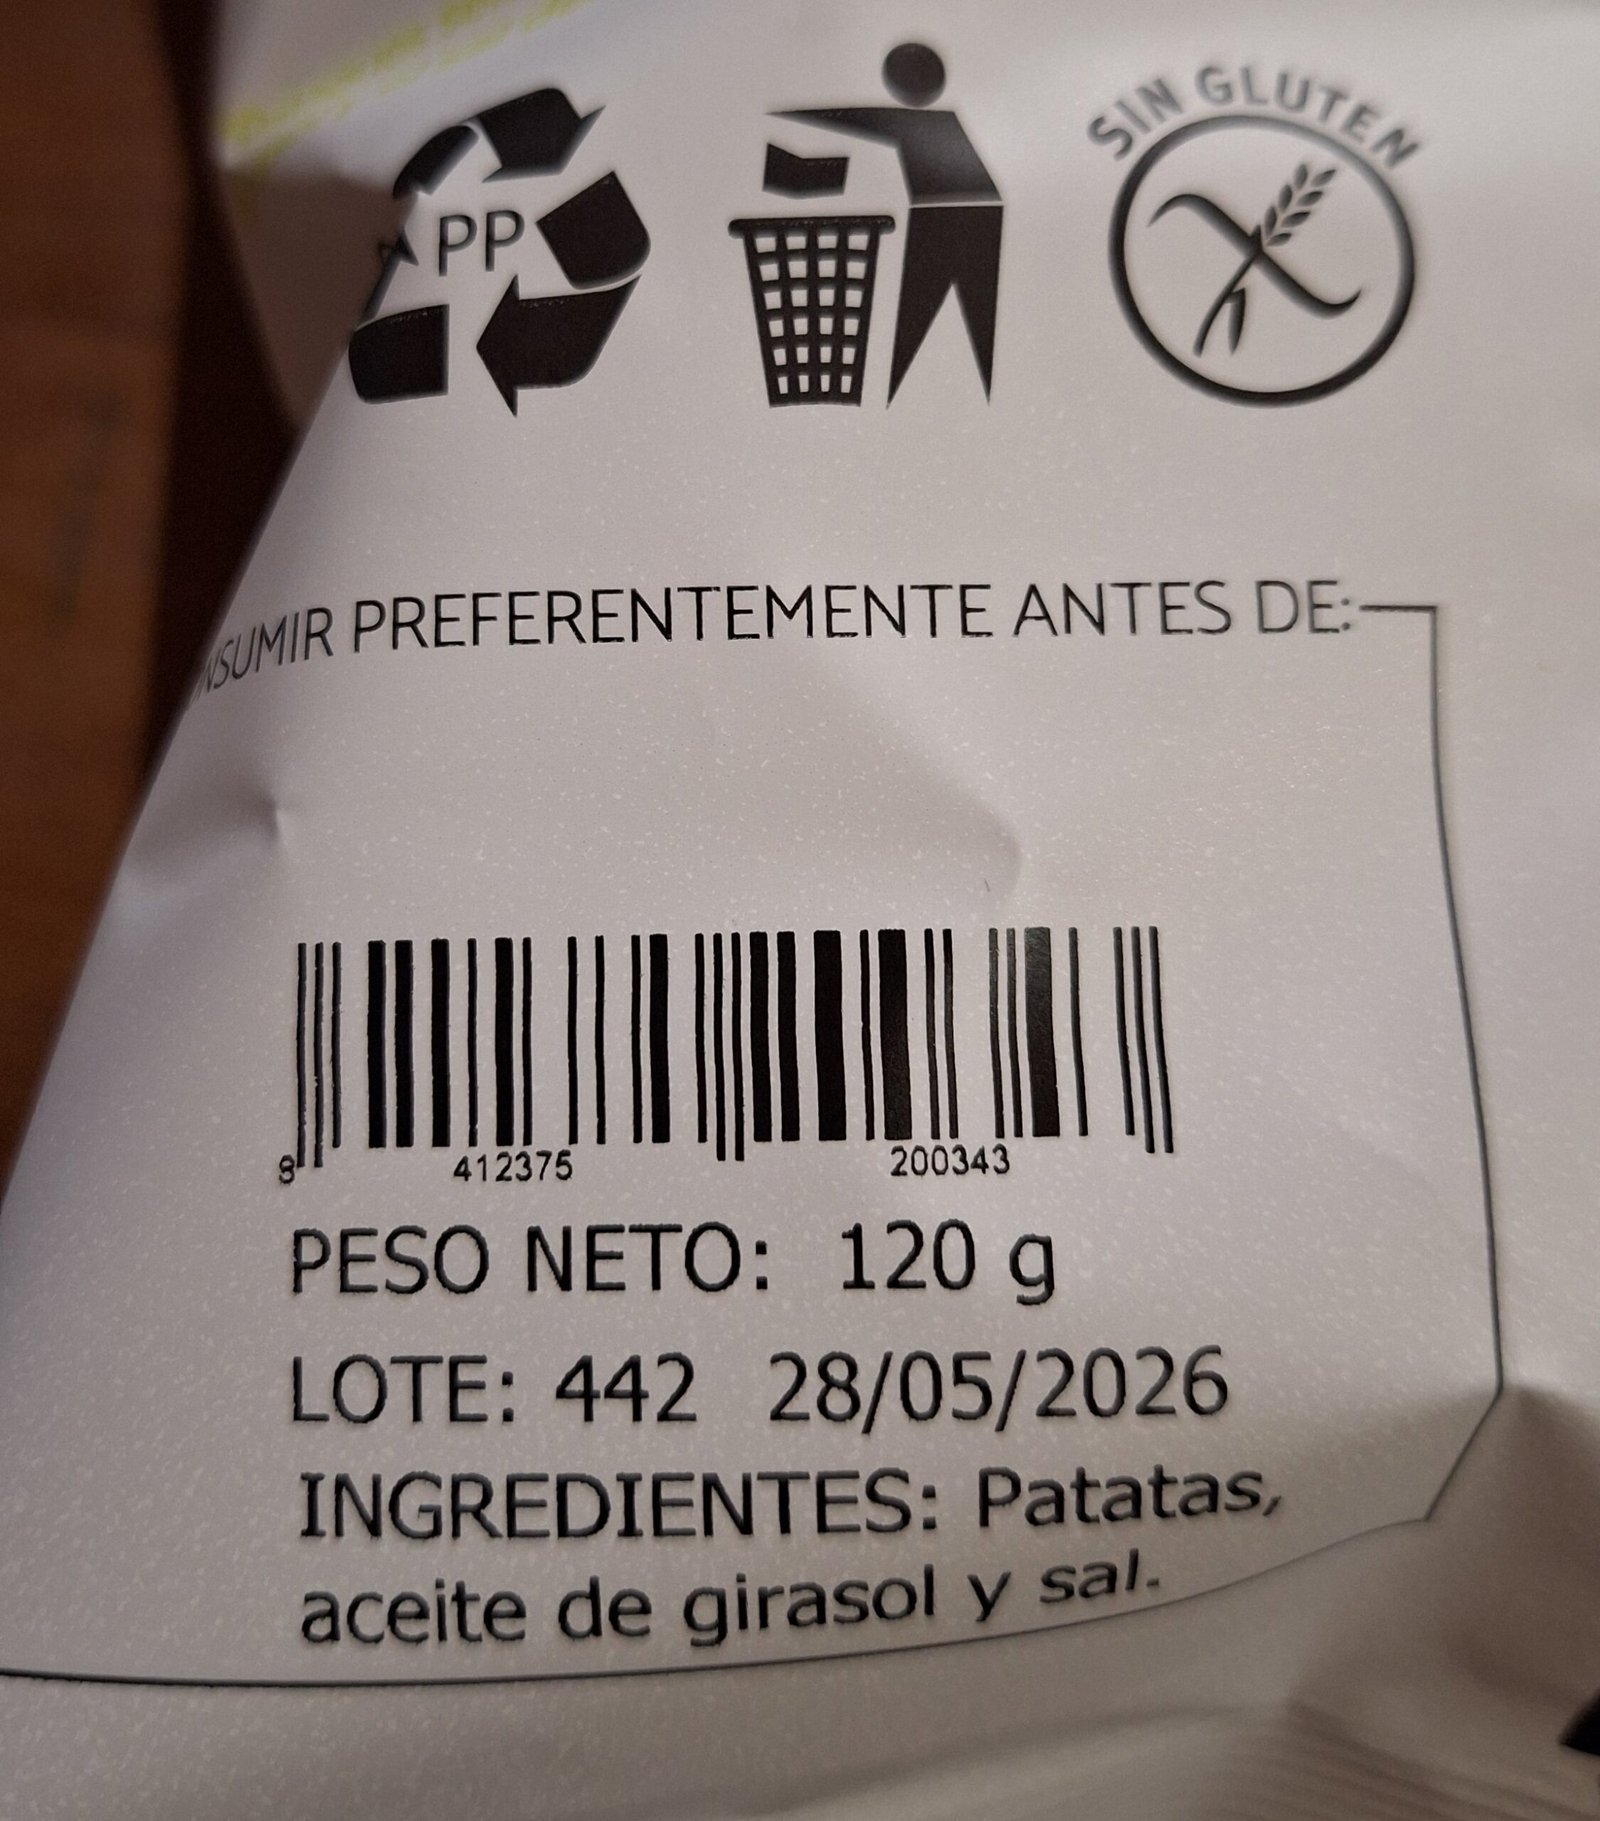 PP
SIN GLUTEN
NSUMIR PREFERENTEMENTE ANTES DE:
8 412375 200343
PESO NETO: 120 g
LOTE: 442 28/05/2026
INGREDIENTES: Patatas,
aceite de girasol y sal.